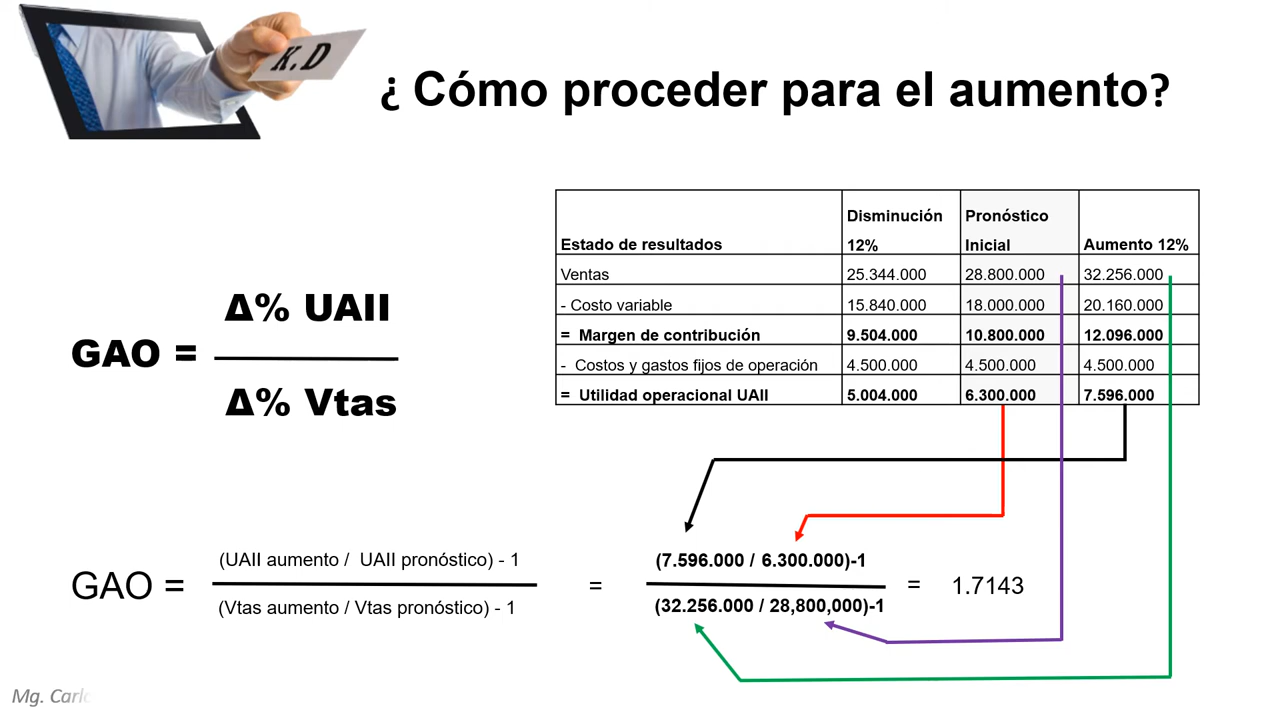 K.D
¿ Cómo proceder para el aumento?
Estado de resultados Disminución 12% Pronóstico Inicial Aumento 12%
Ventas 25.344.000 28.800.000 32.256.000
- Costo variable 15.840.000 18.000.000 20.160.000
= Margen de contribución 9.504.000 10.800.000 12.096.000
- Costos y gastos fijos de operación 4.500.000 4.500.000 4.500.000
= Utilidad operacional UAII 5.004.000 6.300.000 7.596.000
Δ% UAII
GAO =
Δ% Vtas
(UAII aumento / UAII pronóstico) - 1
GAO =
(Vtas aumento / Vtas pronóstico) - 1
=
(7.596.000 / 6.300.000)-1
(32.256.000 / 28,800,000)-1
= 1.7143
Mg.